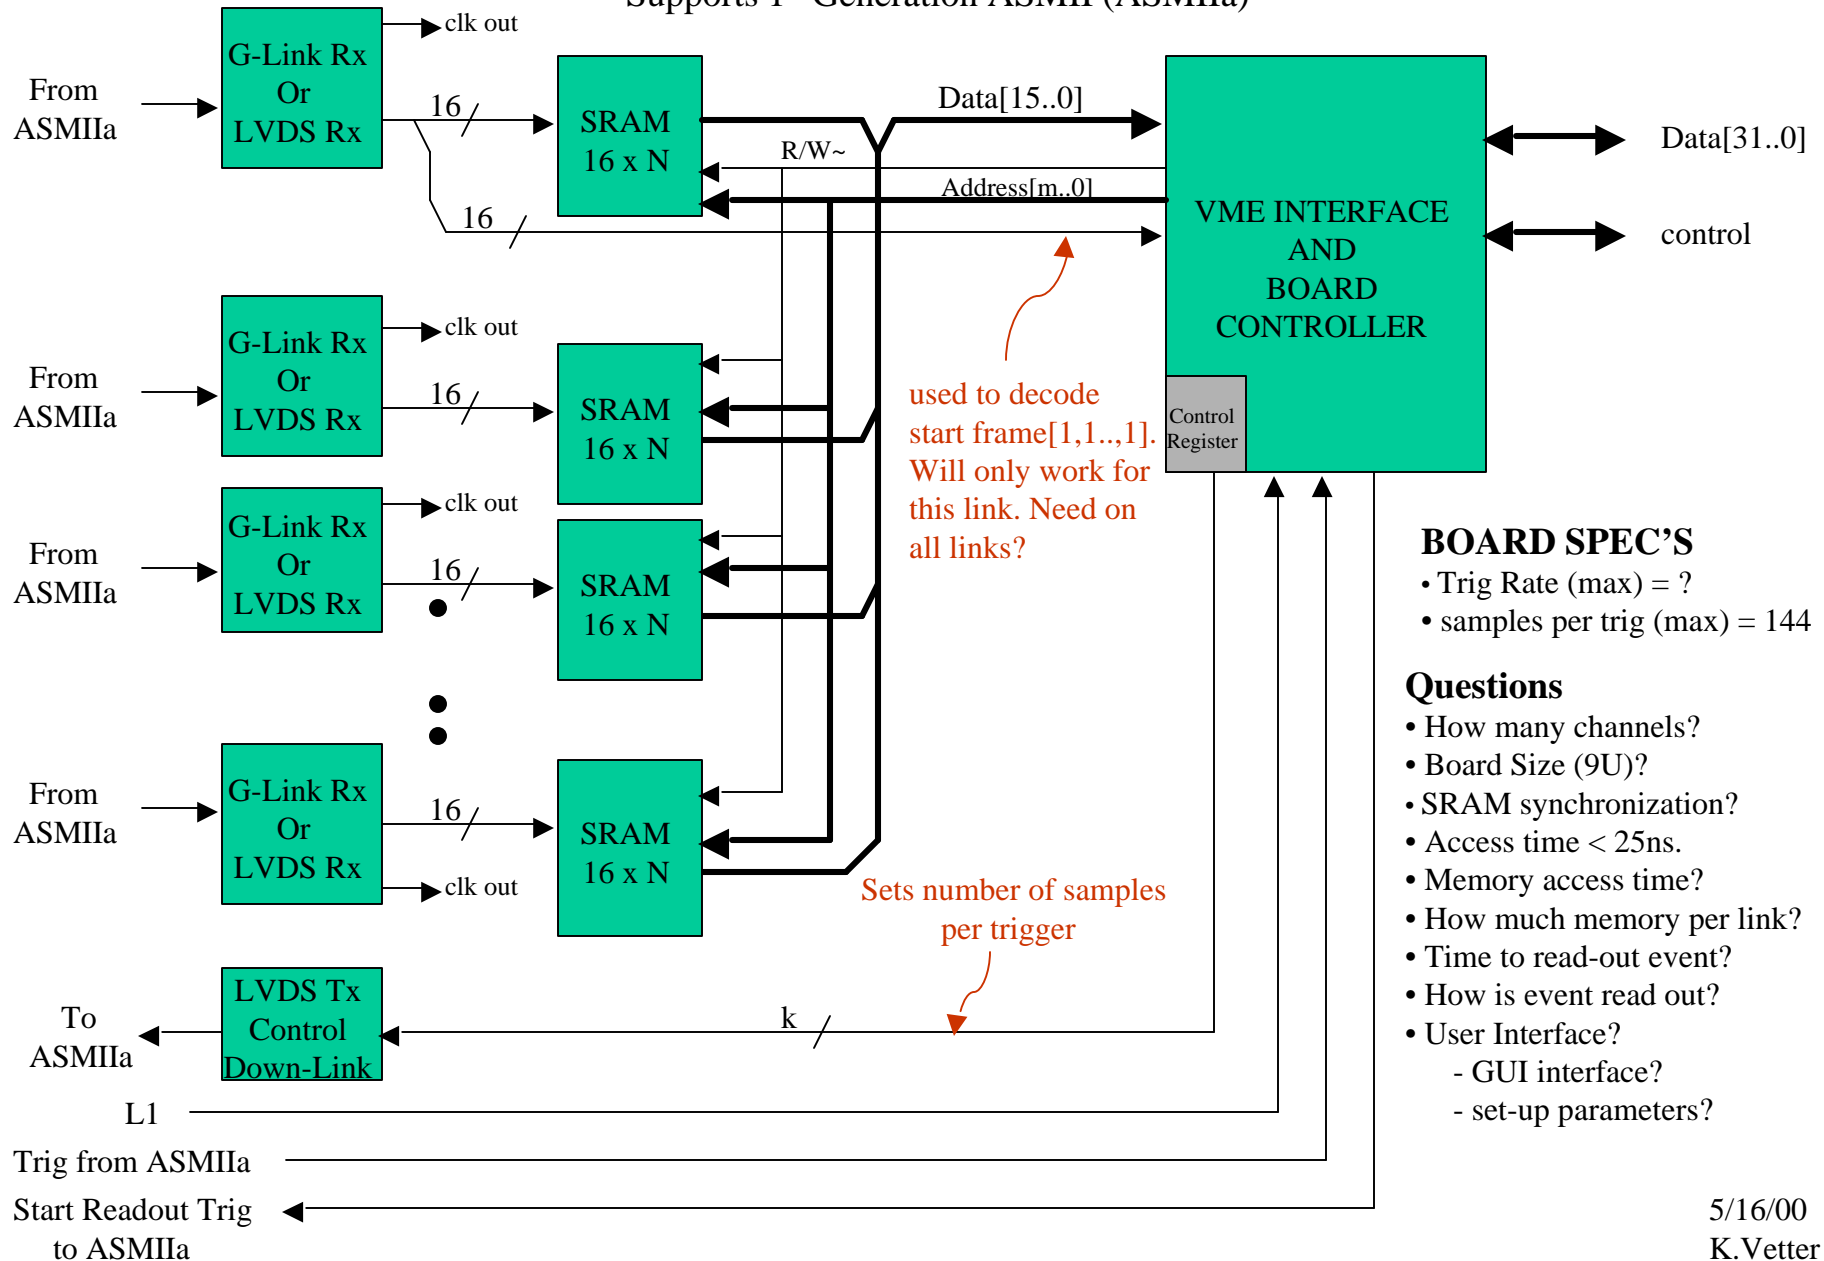 Supports 1 Generation ASMII (ASMIIa)
From
ASMIIa
G-Link Rx
Or
LVDS Rx
clk out
16
16
SRAM
16 x N
R/W~
Data[15..0]
Address[m..0]
VME INTERFACE
AND
BOARD
CONTROLLER
Control
Register
Data[31..0]
control
From
ASMIIa
G-Link Rx
Or
LVDS Rx
clk out
16
SRAM
16 x N
used to decode
start frame[1,1..,1].
Will only work for
this link. Need on
all links?
From
ASMIIa
G-Link Rx
Or
LVDS Rx
clk out
16
SRAM
16 x N
From
ASMIIa
G-Link Rx
Or
LVDS Rx
16
clk out
SRAM
16 x N
Sets number of samples
per trigger
To
ASMIIa
LVDS Tx
Control
Down-Link
k
L1
Trig from ASMIIa
Start Readout Trig
to ASMIIa
BOARD SPEC'S
• Trig Rate (max) = ?
• samples per trig (max) = 144
Questions
• How many channels?
• Board Size (9U)?
• SRAM synchronization?
• Access time < 25ns.
• Memory access time?
• How much memory per link?
• Time to read-out event?
• How is event read out?
• User Interface?
- GUI interface?
- set-up parameters?
5/16/00
K.Vetter